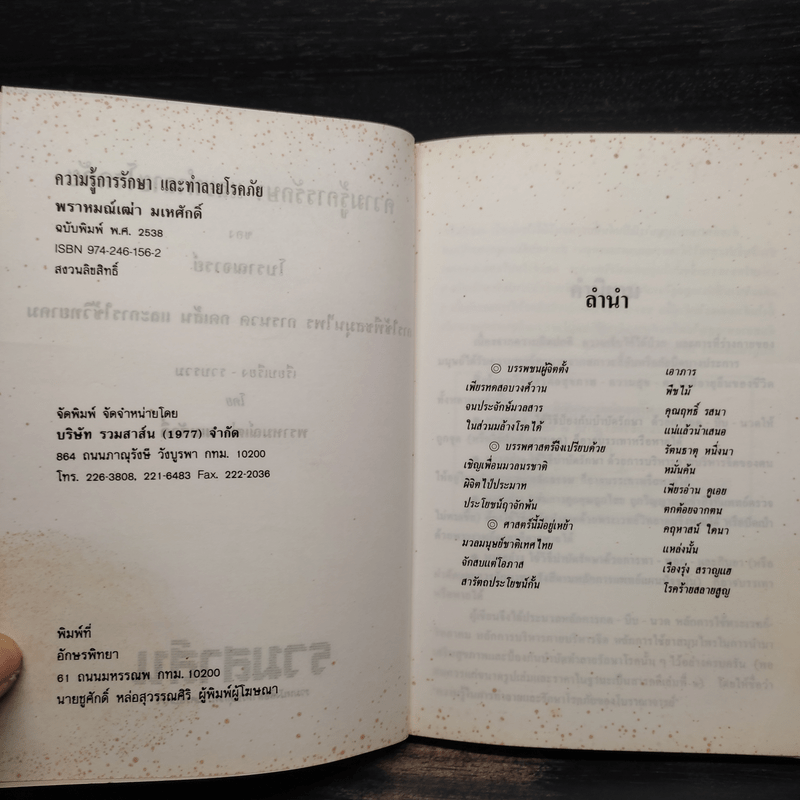 ความรู้การรักษา และทำลายโรคภัย
พราหมณ์เฒ่า มเหศักดิ์
ฉบับพิมพ์ พ.ศ. 2538
ISBN 974-246-156-2
สงวนลิขสิทธิ์
จัดพิมพ์ จัดจำหน่ายโดย
บริษัท รวมสาส์น (1977) จำกัด
864 ถนนภาณุรังษี วังบูรพา กทม. 10200
โทร. 226-3808, 221-6483 Fax. 222-2036
พิมพ์ที่
อักษรพิทยา
61 ถนนมหรรณพ กทม. 10200
นายชูศักดิ์ หล่อสุวรรณศิริ ผู้พิมพ์ผู้โฆษณา
ลำนำ
◎ บรรพชนผู้จิตตั้ง เอาภาร
เพียรทดสอบวงศ์วาน พืชไม้
จนประจักษ์มวลสาร คุณฤทธิ์ รสนา
ในส่วนมล้างโรคได้ แน่แล้วนำเสนอ
◎ บรรพศาสตร์จึงเปรียบด้วย รัตนธาตุ หนึ่งนา
เชิญเพื่อนมวลนรชาติ หมั่นค้น
พิจิตไป่ประมาท เพียรอ่าน ดูเอย
ประโยชน์ฤาจักพ้น ตกต้อยจากตน
◎ ศาสตร์นี้มีอยู่เหย้า คฤหาสน์ ใดนา
มวลมนุษย์ชาติเทศไทย แหล่งนั้น
จักสบแต่โอภาส เรืองรุ่ง สราญแฮ
สารัตถประโยชน์กั้น โรคร้ายสลายสูญ